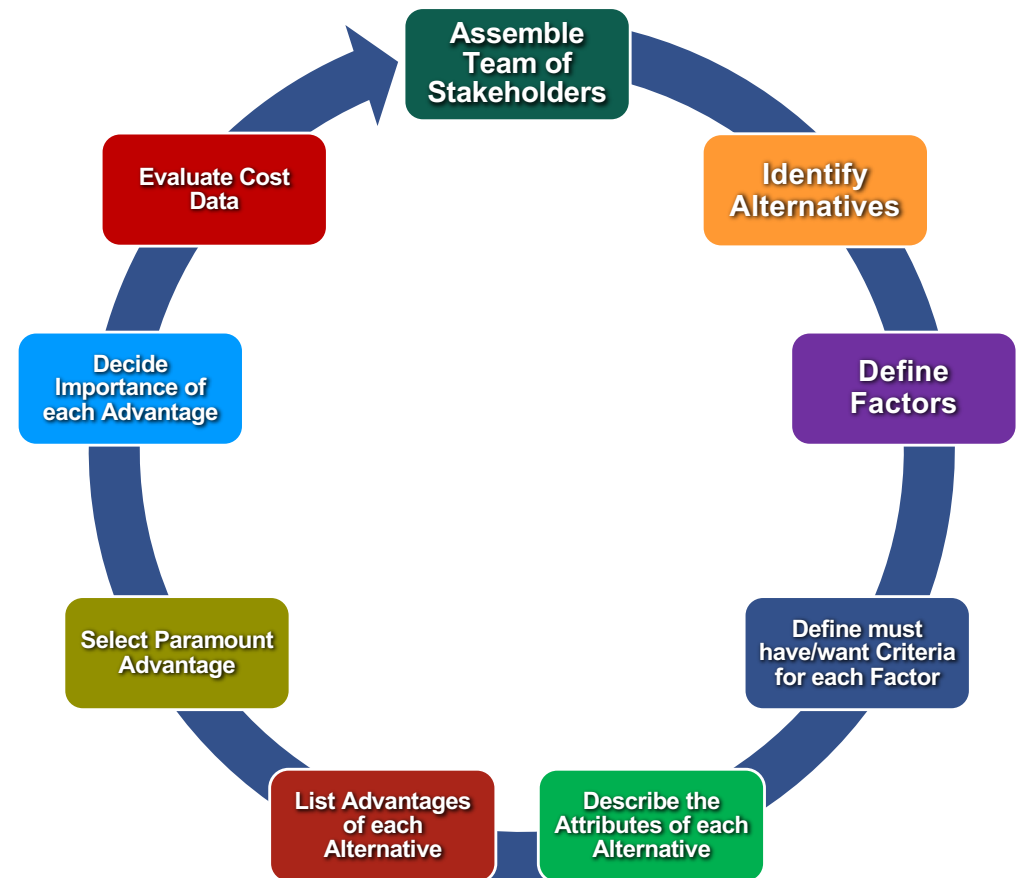 Assemble
Team of
Stakeholders
Identify
Alternatives
Define
Factors
Define must
have/want Criteria
for each Factor
Describe the
Attributes of each
Alternative
List Advantages
of each
Alternative
Select Paramount
Advantage
Decide
Importance of
each Advantage
Evaluate Cost
Data